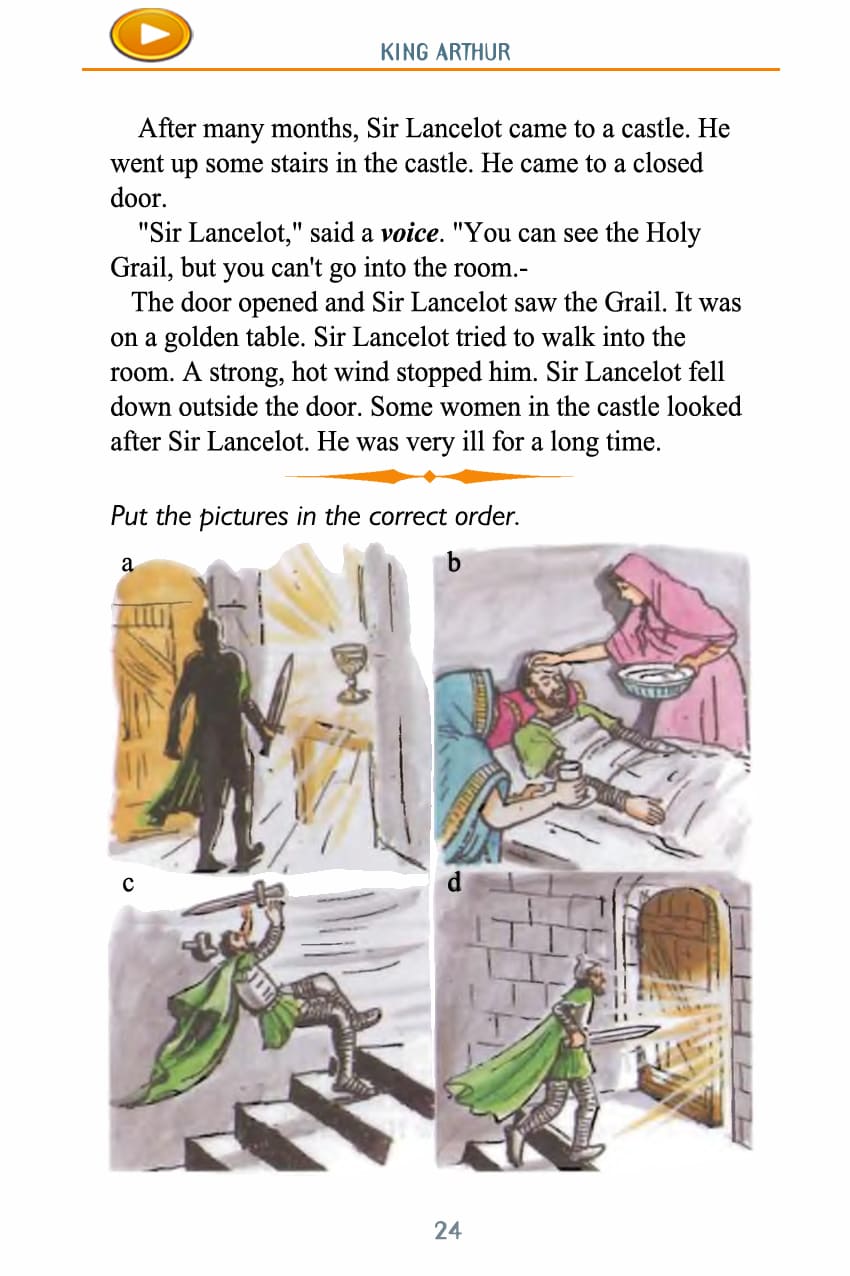 KING ARTHUR
After many months, Sir Lancelot came to a castle. He
went up some stairs in the castle. He came to a closed
door.
"Sir Lancelot," said a voice. "You can see the Holy
Grail, but you can't go into the room.-
The door opened and Sir Lancelot saw the Grail. It was
on a golden table. Sir Lancelot tried to walk into the
room. A strong, hot wind stopped him. Sir Lancelot fell
down outside the door. Some women in the castle looked
after Sir Lancelot. He was very ill for a long time.
Put the pictures in the correct order.
a
b
c
d
24